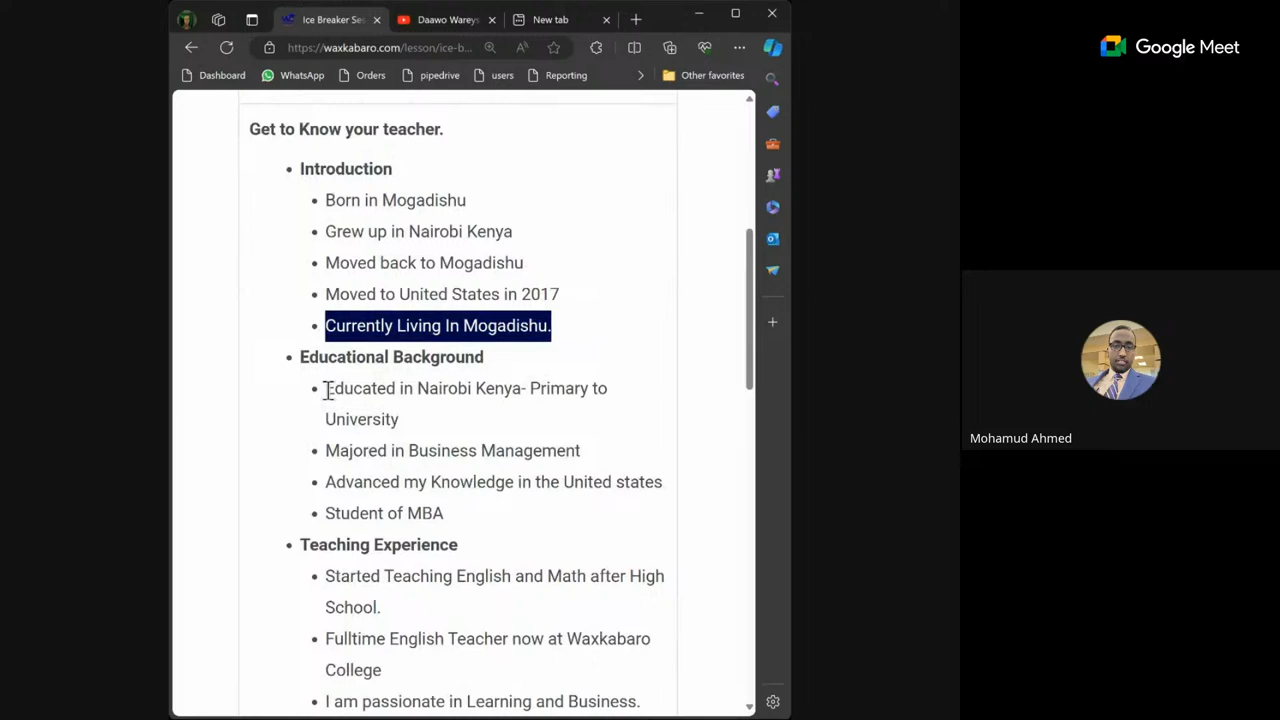 Ice Breaker Ses
Daawo Wareys
New tab
https://waxkabaro.com/lesson/ice-b...
Dashboard
WhatsApp
Orders
pipedrive
users
Reporting
Other favorites
Google Meet
Get to Know your teacher.
Introduction
Born in Mogadishu
Grew up in Nairobi Kenya
Moved back to Mogadishu
Moved to United States in 2017
Currently Living In Mogadishu.
Educational Background
Educated in Nairobi Kenya- Primary to
University
Majored in Business Management
Advanced my Knowledge in the United states
Student of MBA
Teaching Experience
Started Teaching English and Math after High
School.
Fulltime English Teacher now at Waxkabaro
College
I am passionate in Learning and Business.
Mohamud Ahmed